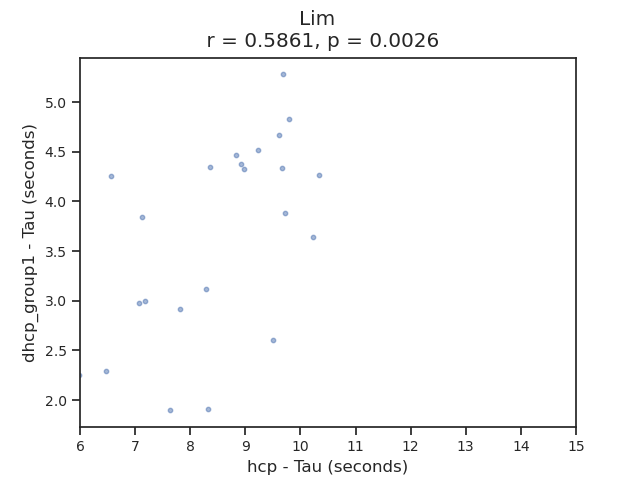 Lim
r = 0.5861, p = 0.0026
5.0
4.5
4.0
3.5
3.0
2.5
2.0
dhcp_group1 - Tau (seconds)
6 7 8 9 10 11 12 13 14 15
hcp - Tau (seconds)